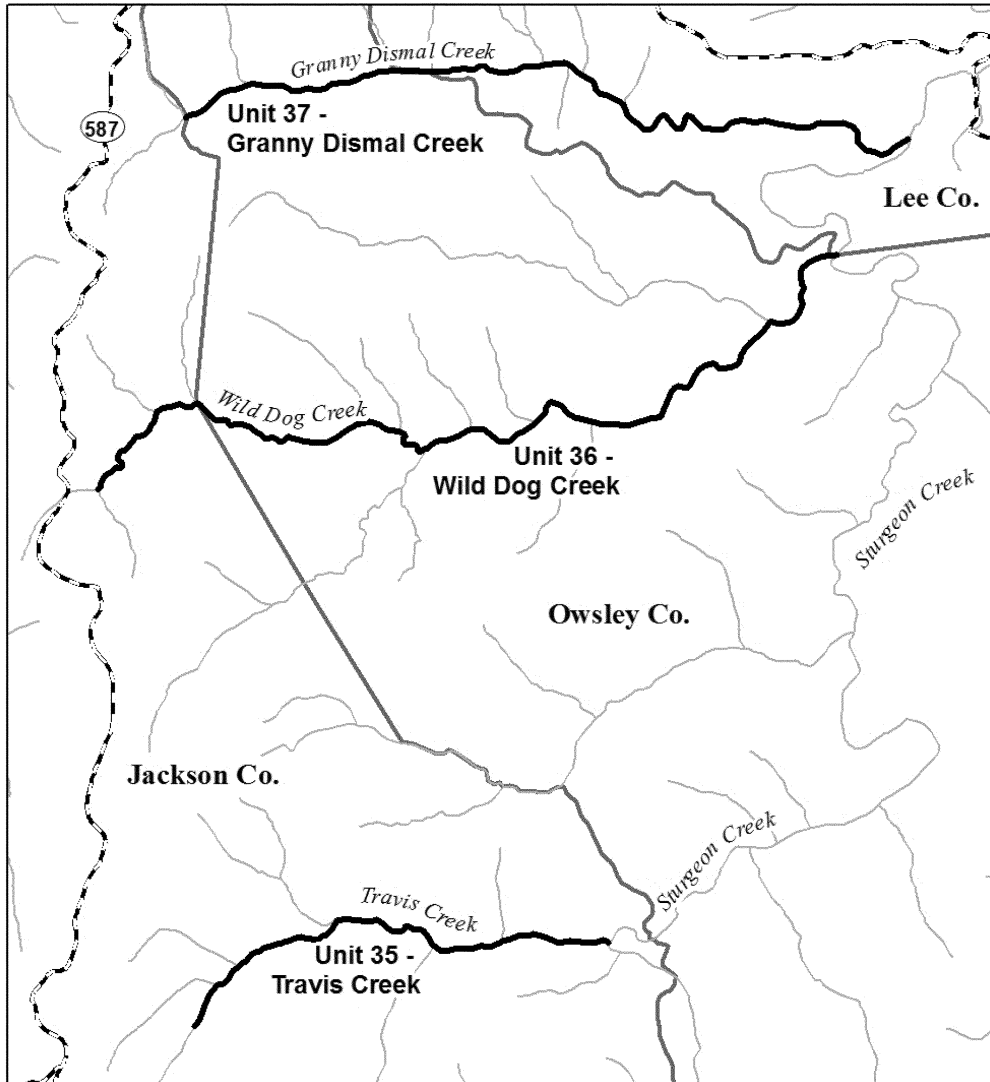 Granny Dismal Creek
587
Unit 37 -
Granny Dismal Creek
Lee Co.
Wild Dog Creek
Unit 36 -
Wild Dog Creek
Sturgeon Creek
Owsley Co.
Jackson Co.
Sturgeon Creek
Travis Creek
Unit 35 -
Travis Creek